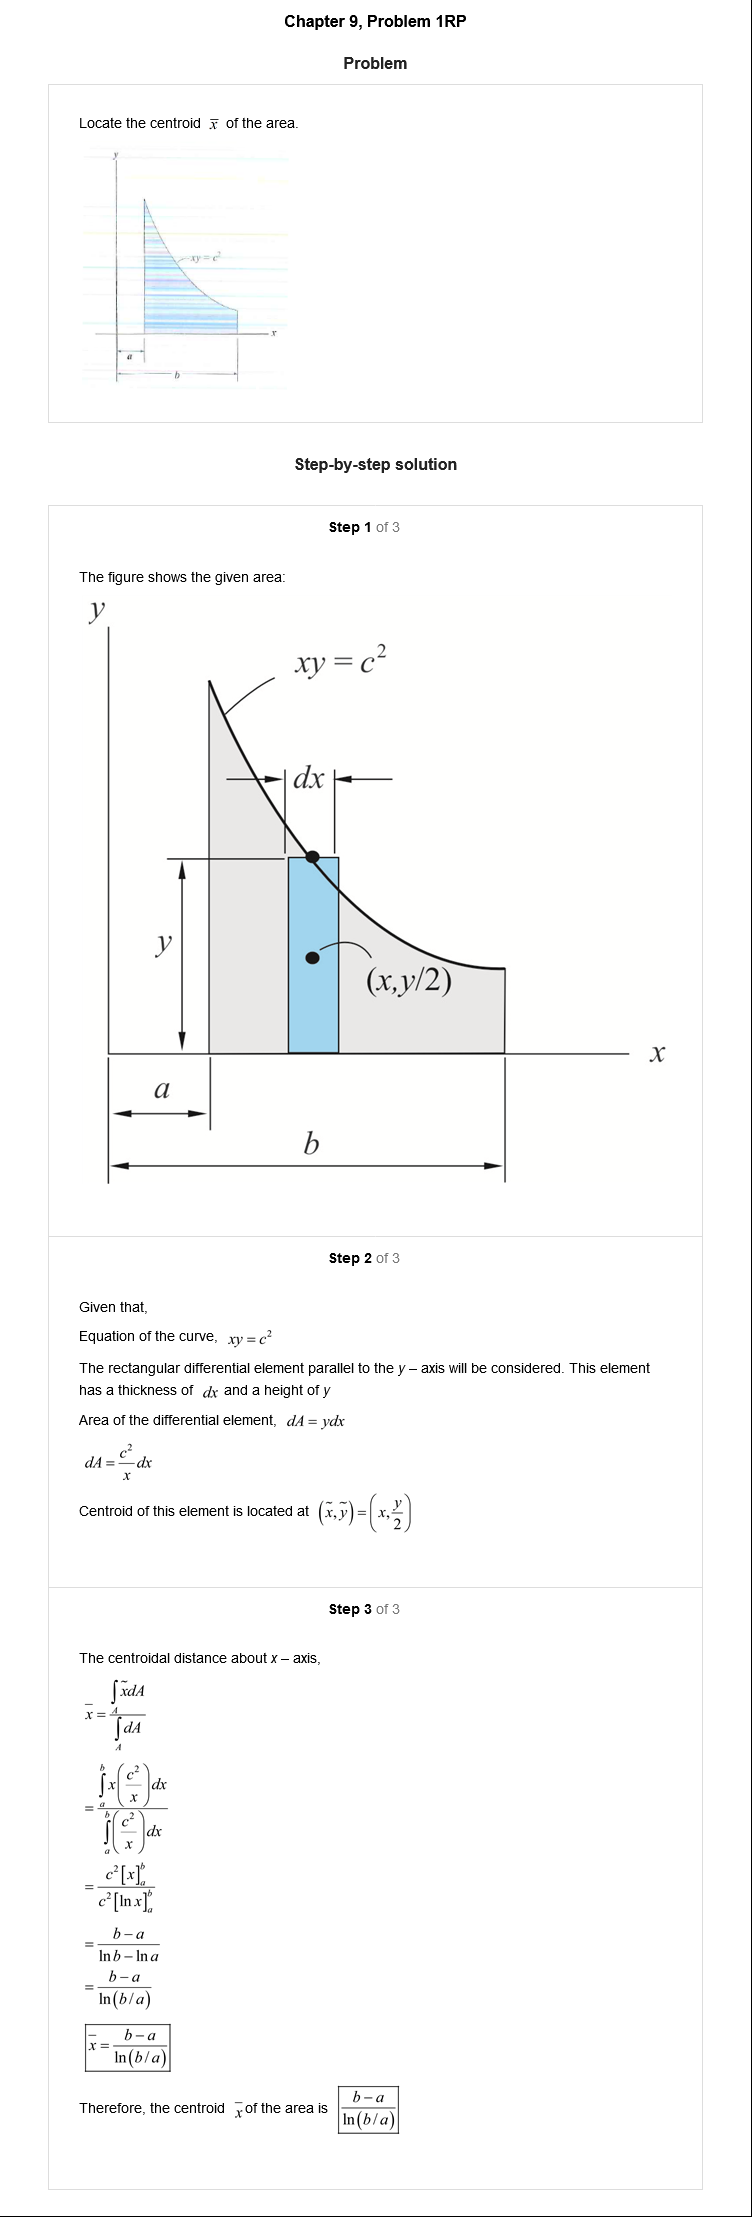 Chapter 9, Problem 1RP
Problem
Locate the centroid x̄ of the area.
y
xy = c²
x
a
b
Step-by-step solution
Step 1 of 3
The figure shows the given area:
y
xy = c²
dx
y
(x,y/2)
x
a
b
Step 2 of 3
Given that,
Equation of the curve, xy = c²
The rectangular differential element parallel to the y – axis will be considered. This element
has a thickness of dx and a height of y
Area of the differential element, dA = ydx
dA = c²/x dx
Centroid of this element is located at (x̃, ỹ) = (x, y/2)
Step 3 of 3
The centroidal distance about x – axis,
x̄ = ∫_A x̃dA / ∫_A dA
= ∫_a^b x(c²/x)dx / ∫_a^b (c²/x)dx
= c²[x]_a^b / c²[ln x]_a^b
= b – a / ln b – ln a
= b – a / ln(b/a)
x̄ = b – a / ln(b/a)
Therefore, the centroid x̄ of the area is b – a / ln(b/a)